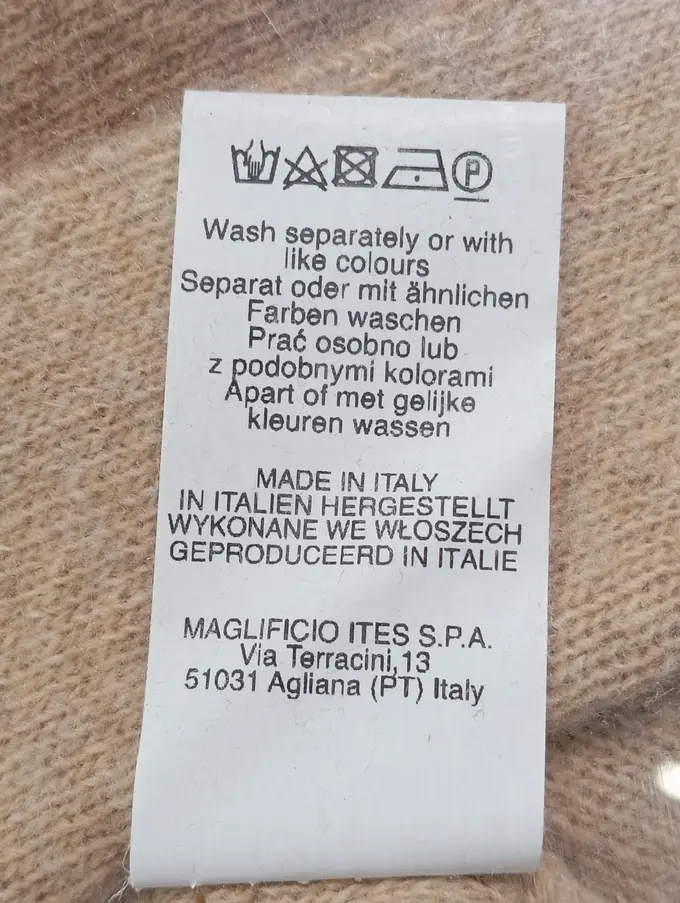 P
Wash separately or with
like colours
Separat oder mit ähnlichen
Farben waschen
Prać osobno lub
z podobnymi kolorami
Apart of met gelijke
kleuren wassen
MADE IN ITALY
IN ITALIEN HERGESTELLT
WYKONANE WE WŁOSZECH
GEPRODUCEERD IN ITALIE
MAGLIFICIO ITES S.P.A.
Via Terracini,13
51031 Agliana (PT) Italy